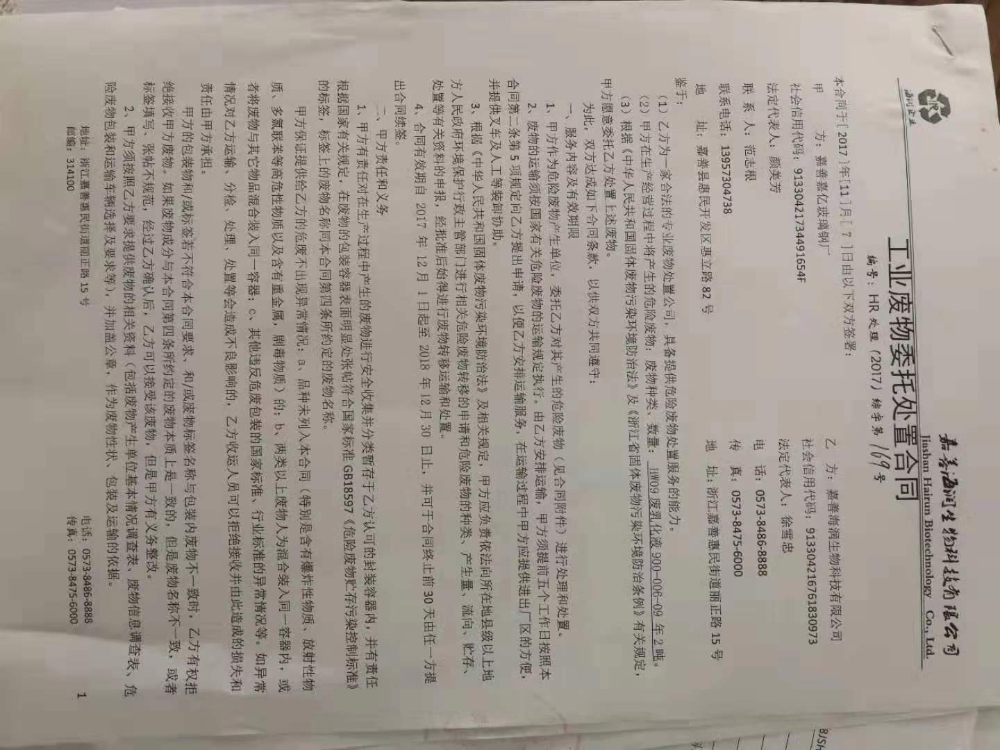 海润企业
嘉善海润生物科技有限公司
Jiashan Hairun Biotechnology Co., Ltd.
工业废物委托处置合同
编号：HR 处理（2017）综字第 169 号
本合同于[ 2017 ]年[11 ]月[ 7 ]日由以下双方签署：
甲 方：嘉善嘉亿玻璃钢厂
乙 方：嘉善海润生物科技有限公司
社会信用代码：91330421734491654F
社会信用代码：913304216761830973
法定代表人：颜美芳
法定代表人：徐雪忠
联 系 人：范志根
电 话：0573-8486-8888
联系电话：13957304738
传 真：0573-8475-6000
地 址：嘉善县惠民开发区惠立路 82 号
地 址：浙江嘉善惠民街道丽正路 15 号
鉴于：
（1）乙方为一家合法的专业废物处置公司，具备提供危险废物处置服务的能力。
（2）甲方在生产经营过程中将产生的危险废物：废物种类、数量：HW09 废乳化液 900-006-09 年 2 吨。
（3）根据《中华人民共和国固体废物污染环境防治法》及《浙江省固体废物污染环境防治条例》有关规定，
甲方愿意委托乙方处置上述废物。
为此，双方达成如下合同条款，以供双方共同遵守：
一、服务内容及有效期限
1、甲方作为危险废物产生单位，委托乙方对其产生的危险废物（见合同附件）进行处理和处置。
2、废物的运输须按国家有关危险废物的运输规定执行。由乙方安排运输，甲方须提前五个工作日按照本
合同第二条第 5 项规定向乙方提出申请，以便乙方安排运输服务，在运输过程中甲方应提供进出厂区的方便，
并提供叉车及人工等装卸协助。
3、根据《中华人民共和国固体废物污染环境防治法》及相关规定，甲方应负责依法向所在地县级以上地
方人民政府环境保护行政主管部门进行相关危险废物转移的申请和危险废物的种类、产生量、流向、贮存、
处置等有关资料的申报，经批准后始得进行废物转移运输和处置。
4、合同有效期自 2017 年 12 月 1 日起至 2018 年 12 月 30 日止，并可于合同终止前 30 天由任一方提
出合同续签。
二、甲方责任和义务
1、甲方有责任对在生产过程中产生的废物进行安全收集并分类暂存于乙方认可的封装容器内，并有责任
根据国家有关规定，在废物的包装容器表面明显处张帖符合国家标准 GB18597《危险废物贮存污染控制标准》
的标签，标签上的废物名称同本合同第四条所约定的废物名称。
甲方保证提供给乙方的危废不出现异常情况：a、品种未列入本合同（特别是含有爆炸性物质、放射性物
质、多氯联苯等高危性物质以及含有重金属，剧毒物质）的；b、两类以上废物人为混合装入同一容器内，或
者将废物与其它物品混合装入同一容器；c、其他违反危废包装的国家标准、行业标准的异常情况等。如异常
情况对乙方运输、分检、处理、处置等会造成不良影响的，乙方收运人员可以拒绝接收并由此造成的损失和
责任由甲方承担。
甲方的包装物和/或标签若不符合本合同要求、和/或废物标签名称与包装内废物不一致时，乙方有权拒
绝接收甲方废物。如果废物成分与本合同第四条所约定的废物本质上是一致的，但是废物名称不一致，或者
标签填写、张帖不规范，经过乙方确认后，乙方可以接受该废物，但是甲方有义务整改。
2、甲方须按照乙方要求提供废物的相关资料（包括废物产生单位基本情况调查表、废物信息调查表、危
险废物包装和运输车辆选择及要求等），并加盖公章，作为废物性状、包装及运输的依据。
地址：浙江嘉善惠民街道丽正路 15 号
电话：0573-8486-8888
邮编：314100
传真：0573-8475-6000
1
BJSH